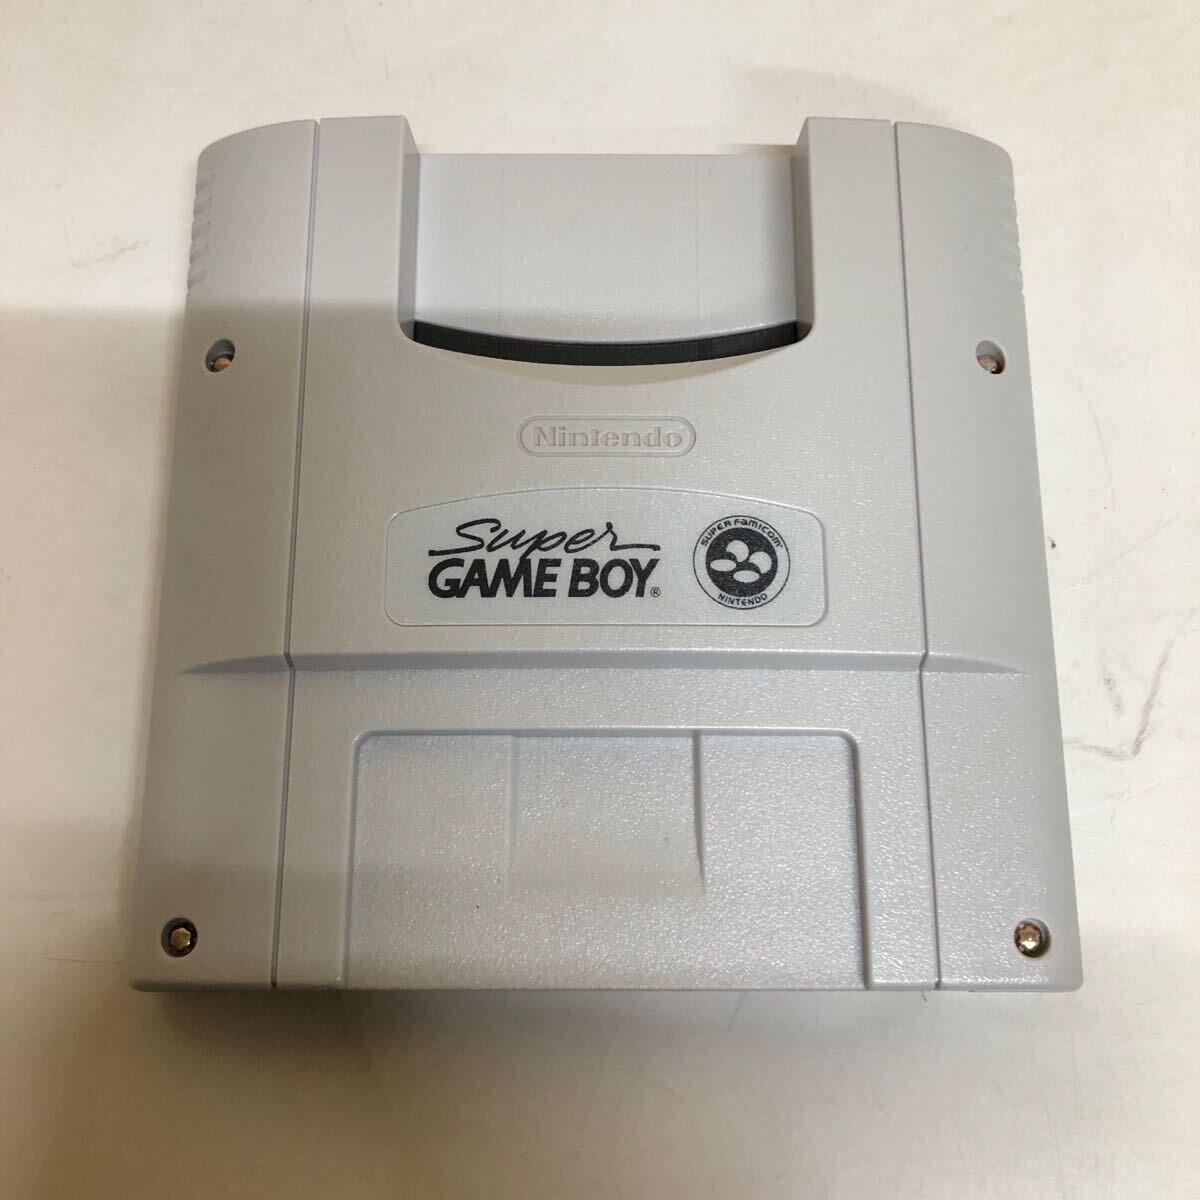 Nintendo
Super
GAME BOY®
SUPER Famicom
NINTENDO